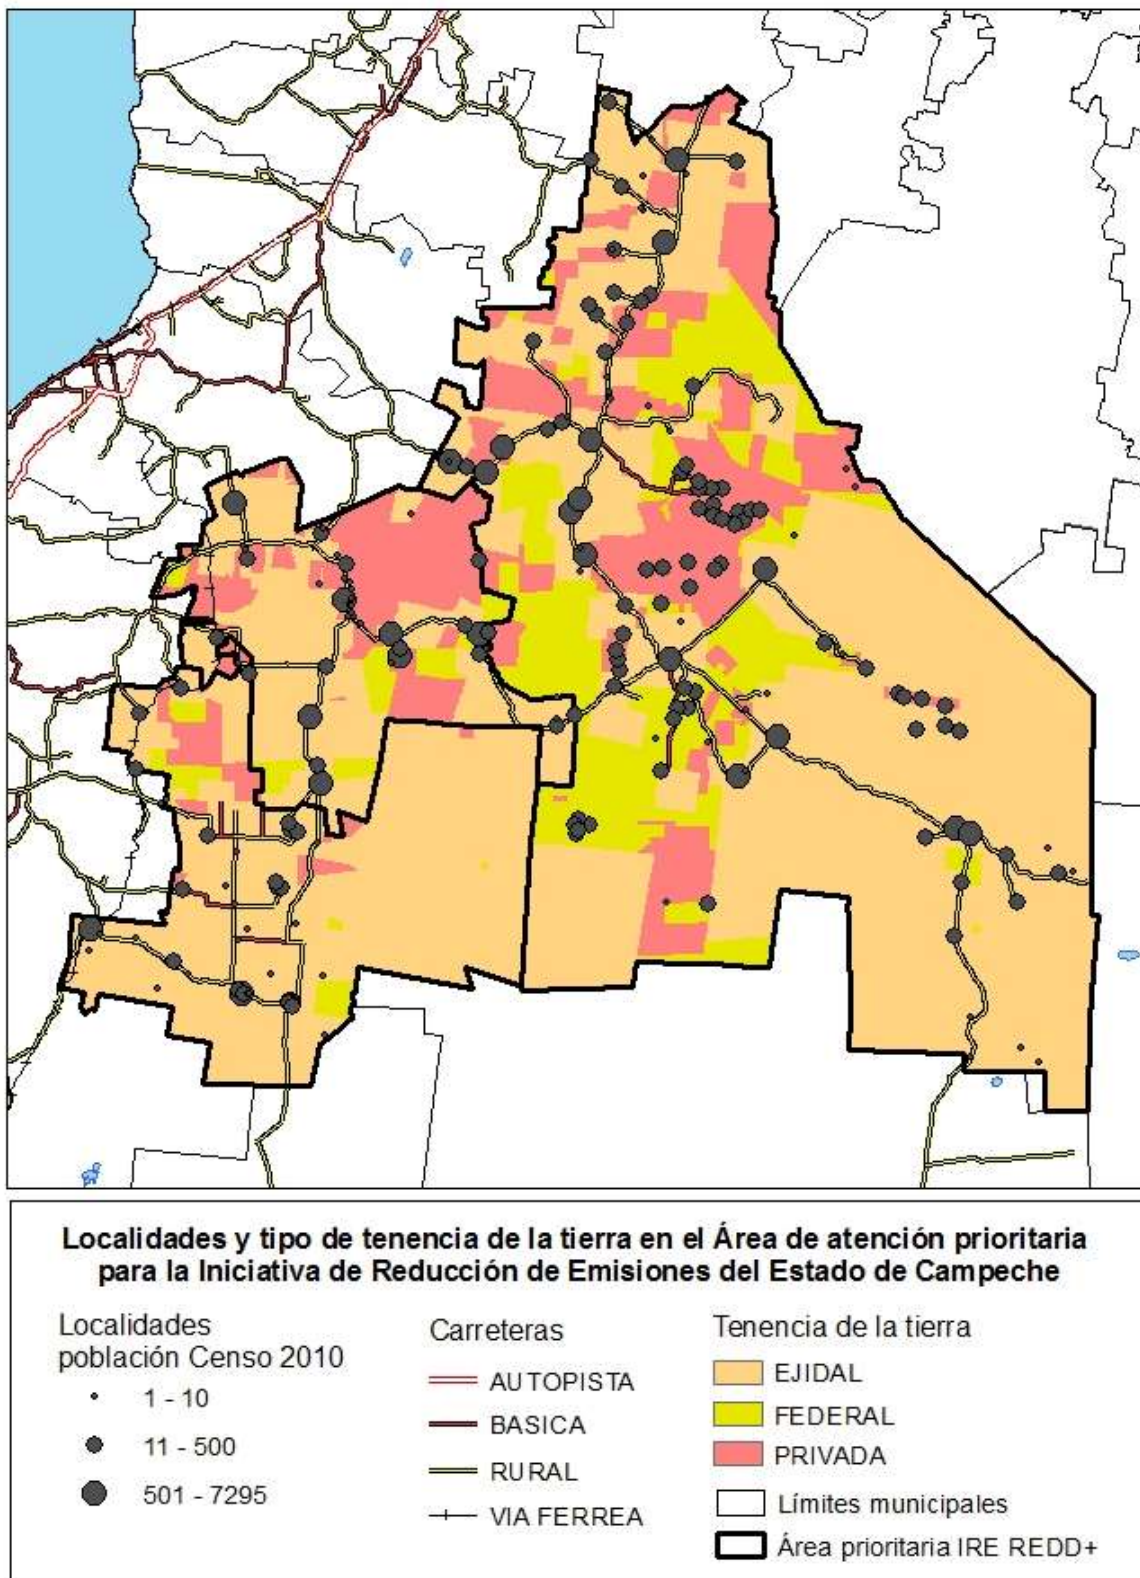 Localidades y tipo de tenencia de la tierra en el Área de atención prioritaria
para la Iniciativa de Reducción de Emisiones del Estado de Campeche
Localidades
población Censo 2010
1 - 10
11 - 500
501 - 7295
Carreteras
AUTOPISTA
BASICA
RURAL
VIA FERREA
Tenencia de la tierra
EJIDAL
FEDERAL
PRIVADA
Límites municipales
Área prioritaria IRE REDD+